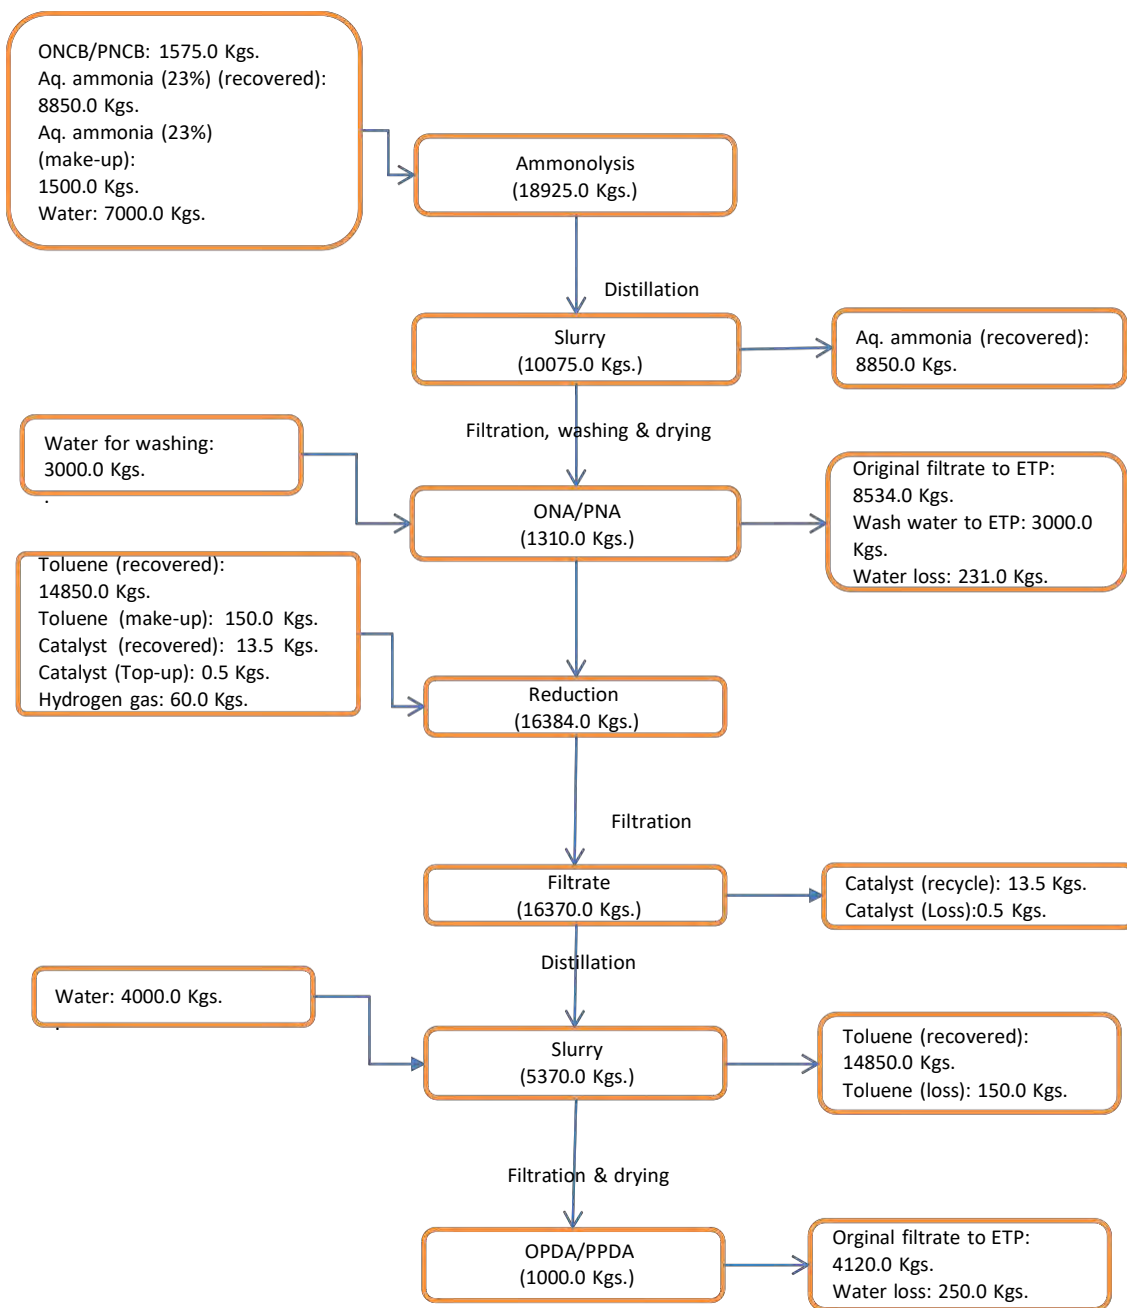 ONCB/PNCB: 1575.0 Kgs.
Aq. ammonia (23%) (recovered):
8850.0 Kgs.
Aq. ammonia (23%)
(make-up):
1500.0 Kgs.
Water: 7000.0 Kgs.
Ammonolysis
(18925.0 Kgs.)
Distillation
Slurry
(10075.0 Kgs.)
Aq. ammonia (recovered):
8850.0 Kgs.
Filtration, washing & drying
Water for washing:
3000.0 Kgs.
.
ONA/PNA
(1310.0 Kgs.)
Original filtrate to ETP:
8534.0 Kgs.
Wash water to ETP: 3000.0
Kgs.
Water loss: 231.0 Kgs.
Toluene (recovered):
14850.0 Kgs.
Toluene (make-up): 150.0 Kgs.
Catalyst (recovered): 13.5 Kgs.
Catalyst (Top-up): 0.5 Kgs.
Hydrogen gas: 60.0 Kgs.
Reduction
(16384.0 Kgs.)
Filtration
Filtrate
(16370.0 Kgs.)
Catalyst (recycle): 13.5 Kgs.
Catalyst (Loss):0.5 Kgs.
Distillation
Water: 4000.0 Kgs.
.
Slurry
(5370.0 Kgs.)
Toluene (recovered):
14850.0 Kgs.
Toluene (loss): 150.0 Kgs.
Filtration & drying
OPDA/PPDA
(1000.0 Kgs.)
Orginal filtrate to ETP:
4120.0 Kgs.
Water loss: 250.0 Kgs.